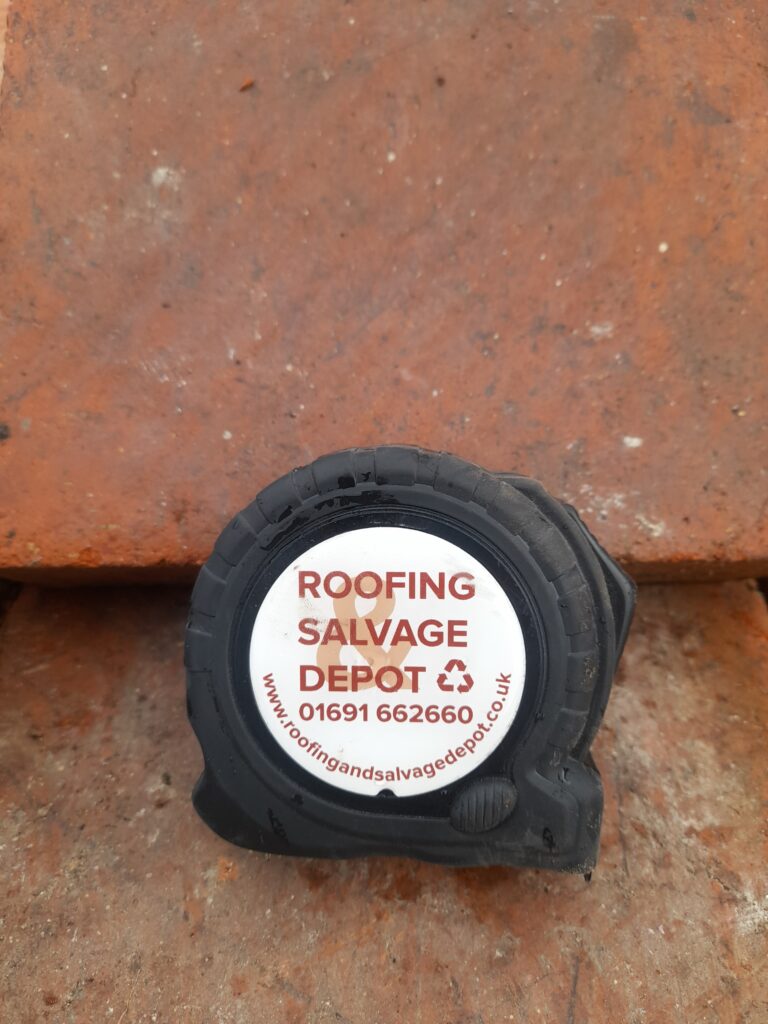 ROOFING
&
SALVAGE
DEPOT
01691 662660
www.roofingandsalvagedepot.co.uk